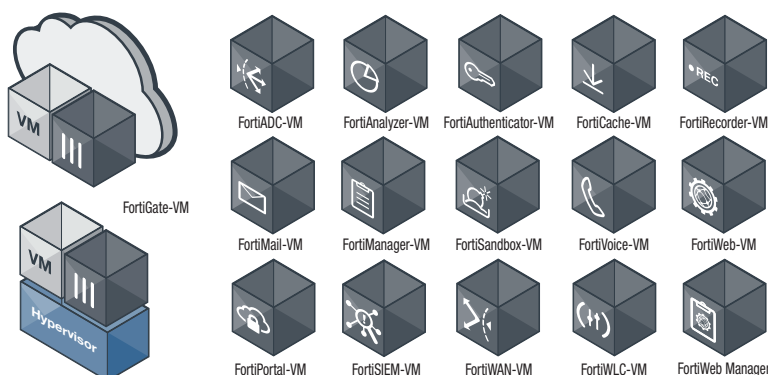 VM
FortiGate-VM
VM
Hypervisor
FortiADC-VM
FortiAnalyzer-VM
FortiAuthenticator-VM
FortiCache-VM
REC
FortiRecorder-VM
FortiMail-VM
FortiManager-VM
FortiSandbox-VM
FortiVoice-VM
FortiWeb-VM
FortiPortal-VM
FortiSIEM-VM
FortiWAN-VM
FortiWLC-VM
FortiWeb Manager